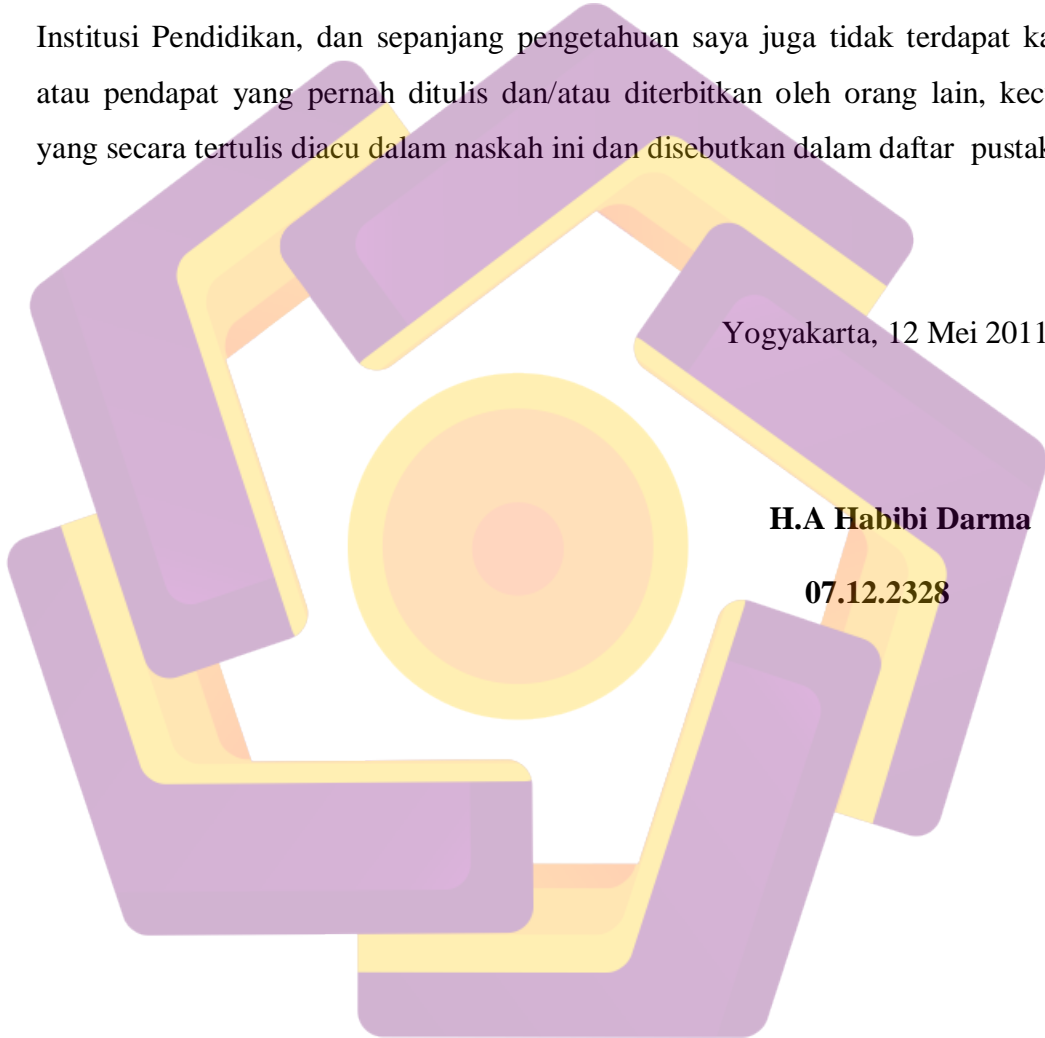 Institusi Pendidikan, dan sepanjang pengetahuan saya juga tidak terdapat ka
atau pendapat yang pernah ditulis dan/atau diterbitkan oleh orang lain, kec
yang secara tertulis diacu dalam naskah ini dan disebutkan dalam daftar pustak
Yogyakarta, 12 Mei 2011
H.A Habibi Darma
07.12.2328